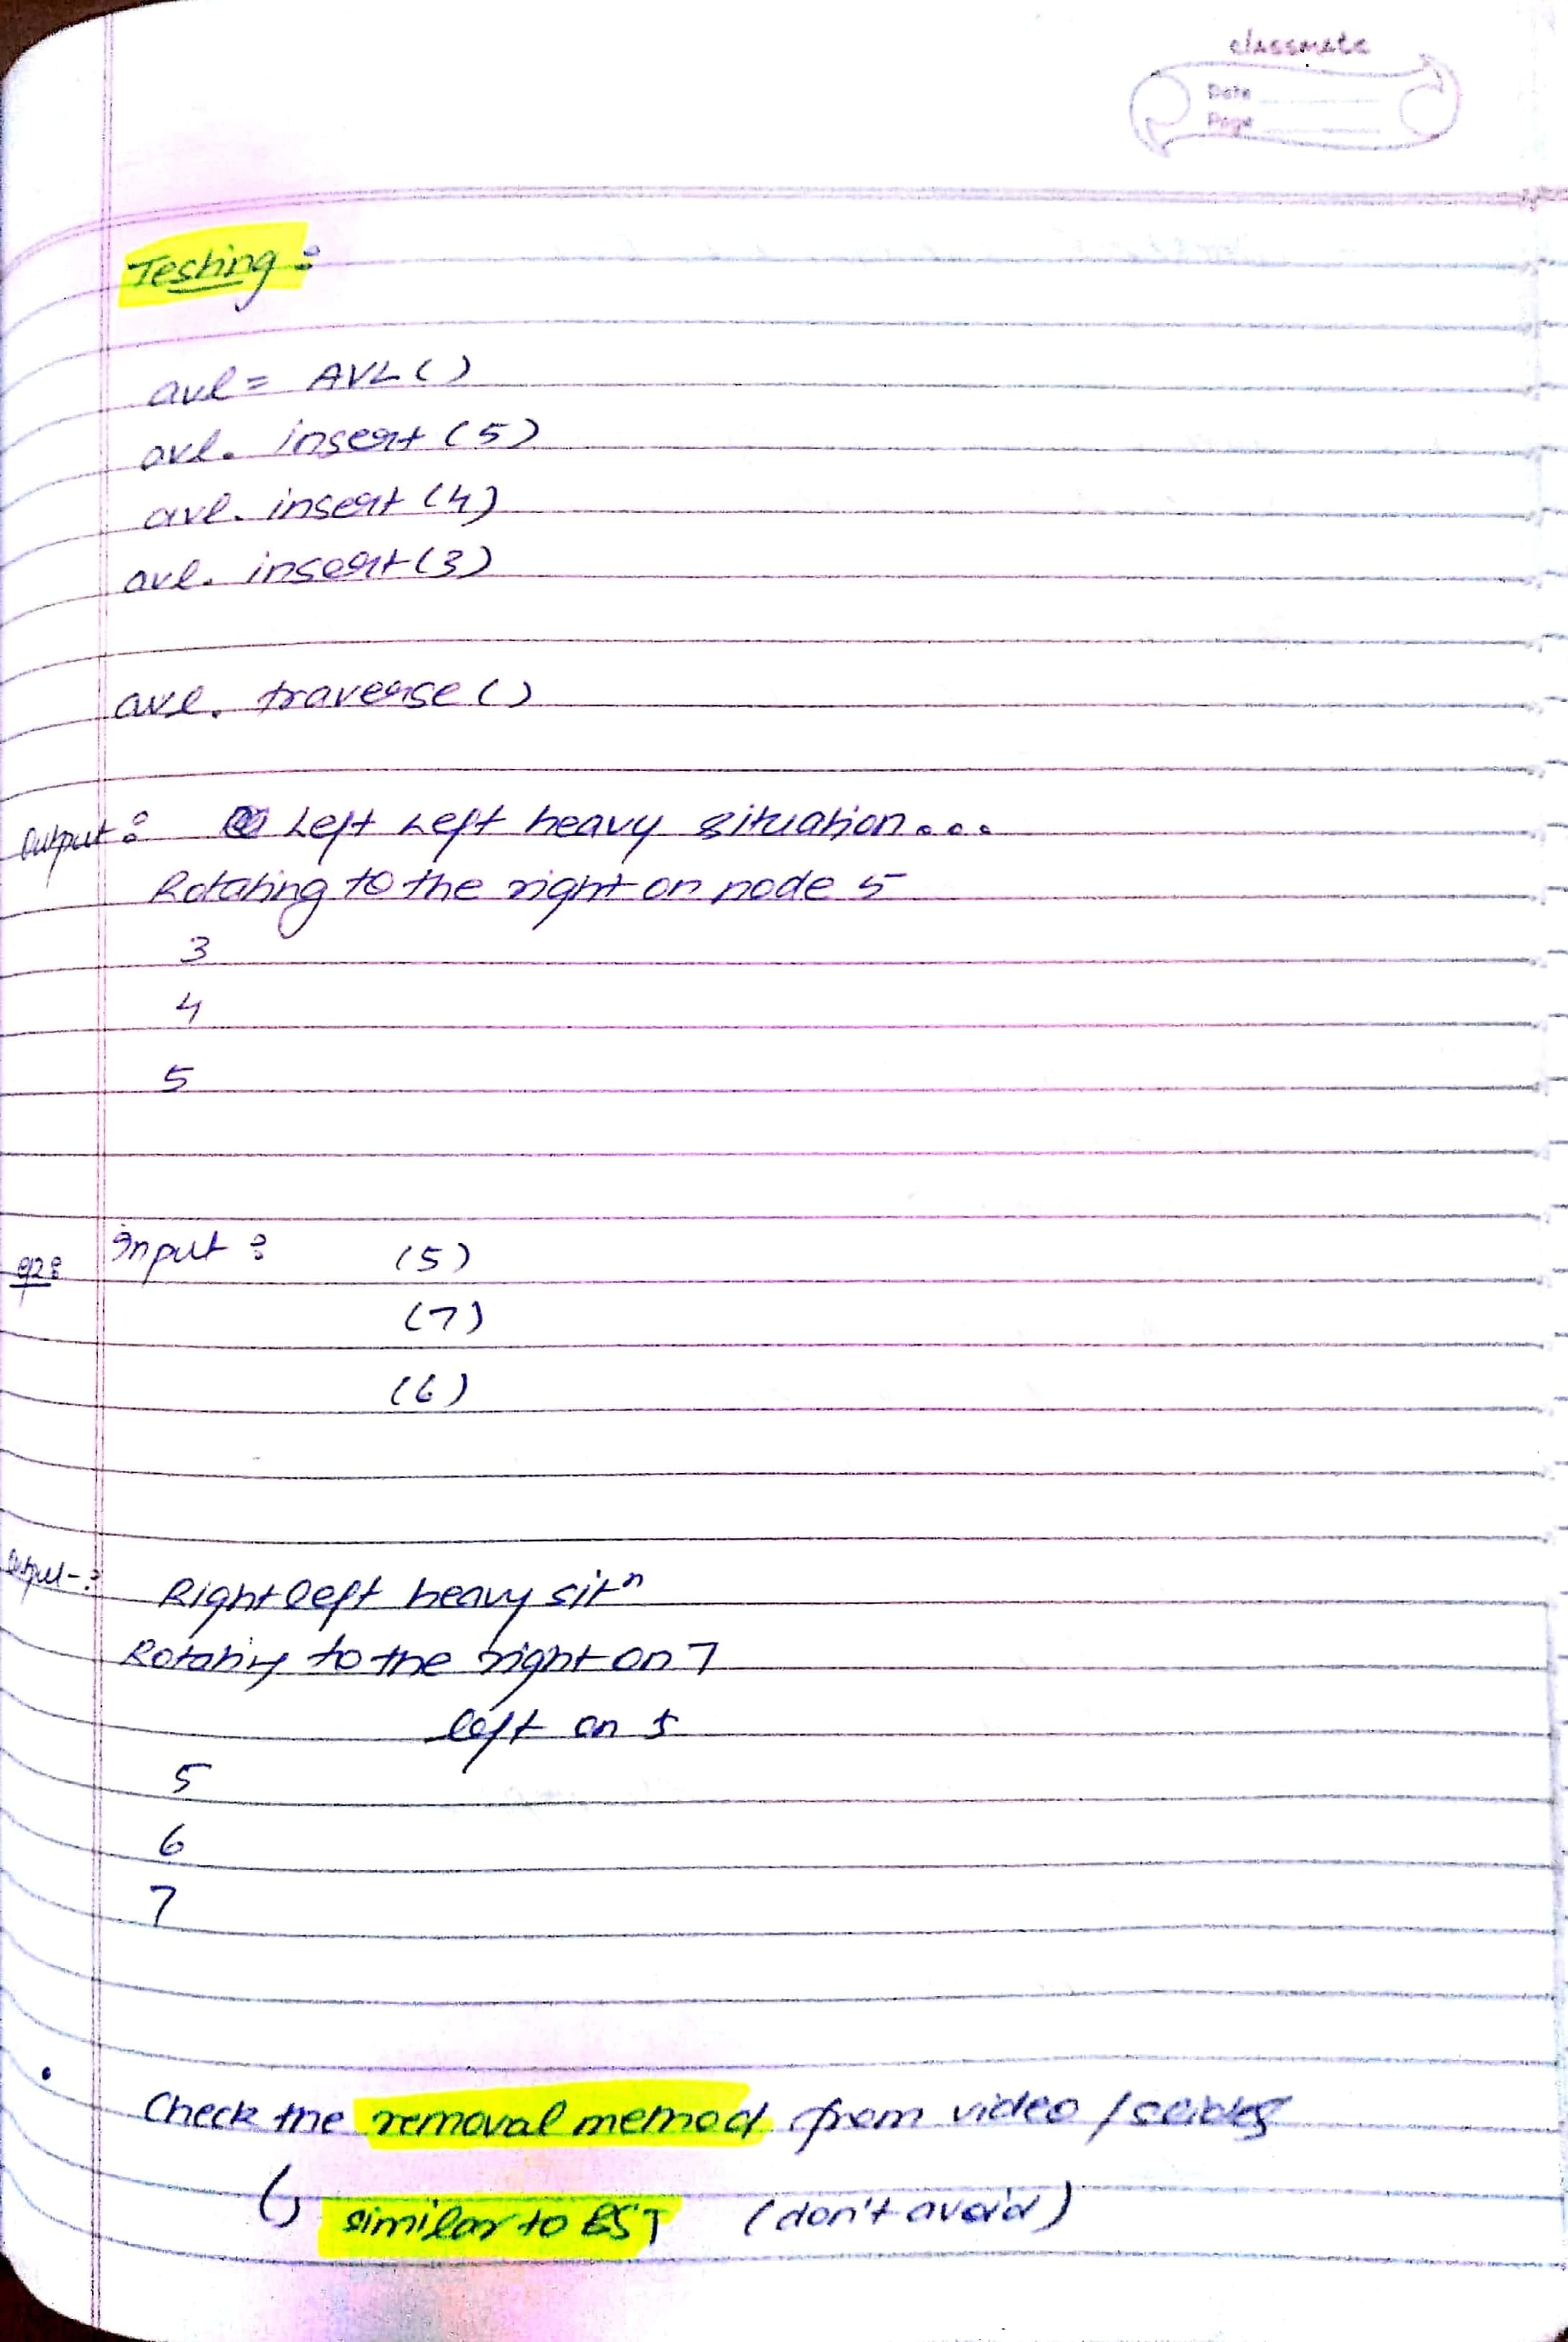 classmate
Date
Page
Testing :
avl = AVL ( )
avl. insert (5)
avl. insert (4)
avl. insert (3)
avl. traverse ( )
Output : Left Left heavy situation...
Rotating to the right on node 5
3
4
5
Input : (5)
(7)
(6)
Output - : Right left heavy sitⁿ
Rotating to the right on 7
left on 5
5
6
7
• Check the removal method from video /
similar to BST (don't avoid)